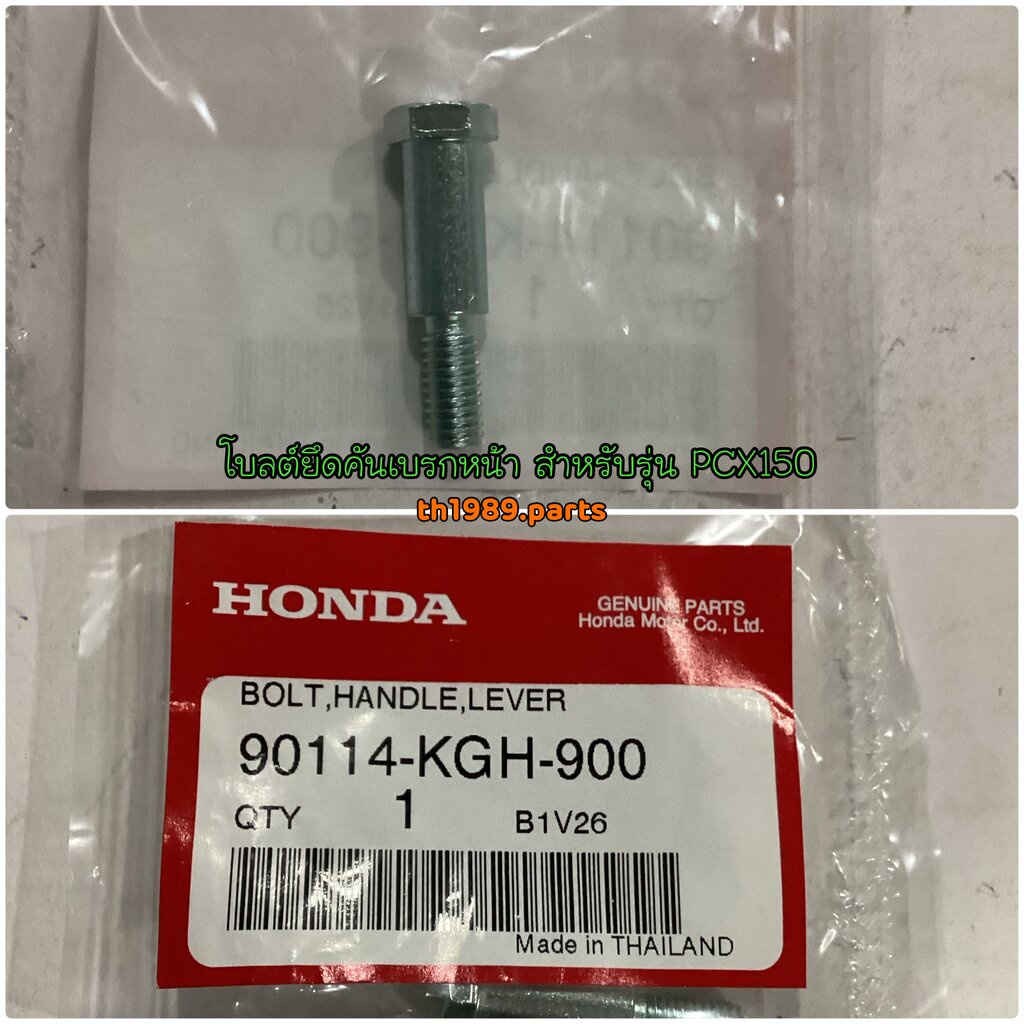 โบลต์ยึดคันเบรกหน้า สำหรับรุ่น PCX150
th1989.parts
HONDA
GENUINE PARTS
Honda Motor Co., Ltd.
BOLT,HANDLE,LEVER
90114-KGH-900
QTY 1 B1V26
Made in THAILAND